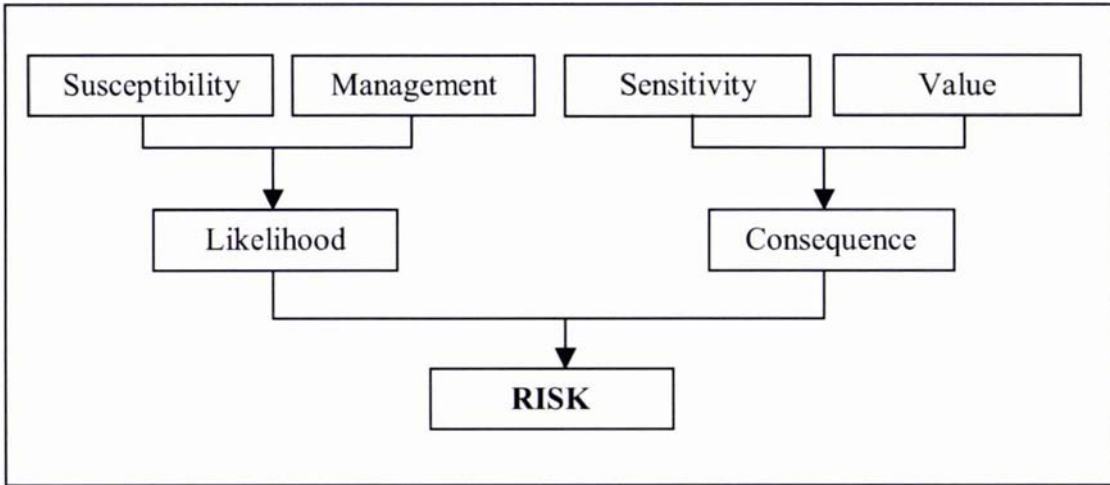 Susceptibility
Management
Sensitivity
Value
Likelihood
Consequence
RISK